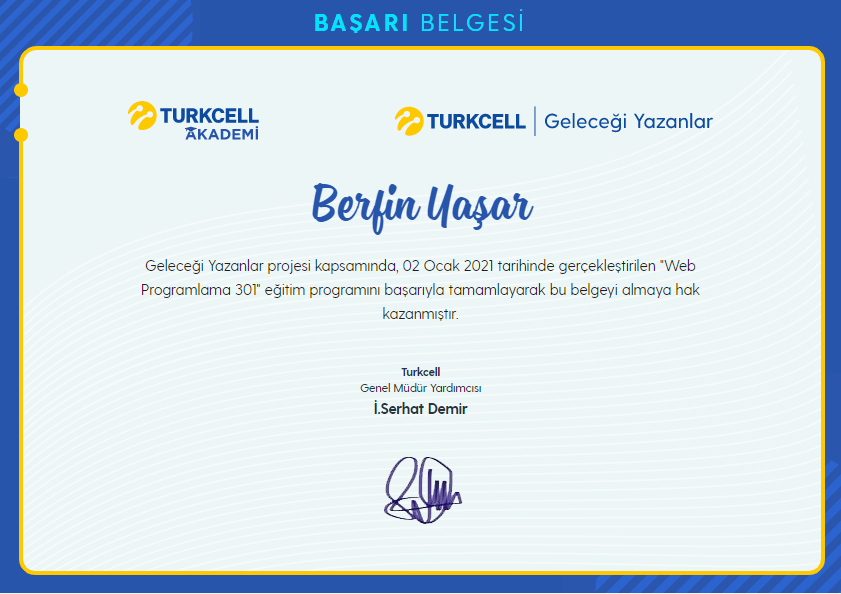 BAŞARI BELGESİ
TURKCELL
AKADEMİ
TURKCELL | Geleceği Yazanlar
Berfin Yaşar
Geleceği Yazanlar projesi kapsamında, 02 Ocak 2021 tarihinde gerçekleştirilen "Web
Programlama 301" eğitim programını başarıyla tamamlayarak bu belgeyi almaya hak
kazanmıştır.
Turkcell
Genel Müdür Yardımcısı
İ.Serhat Demir